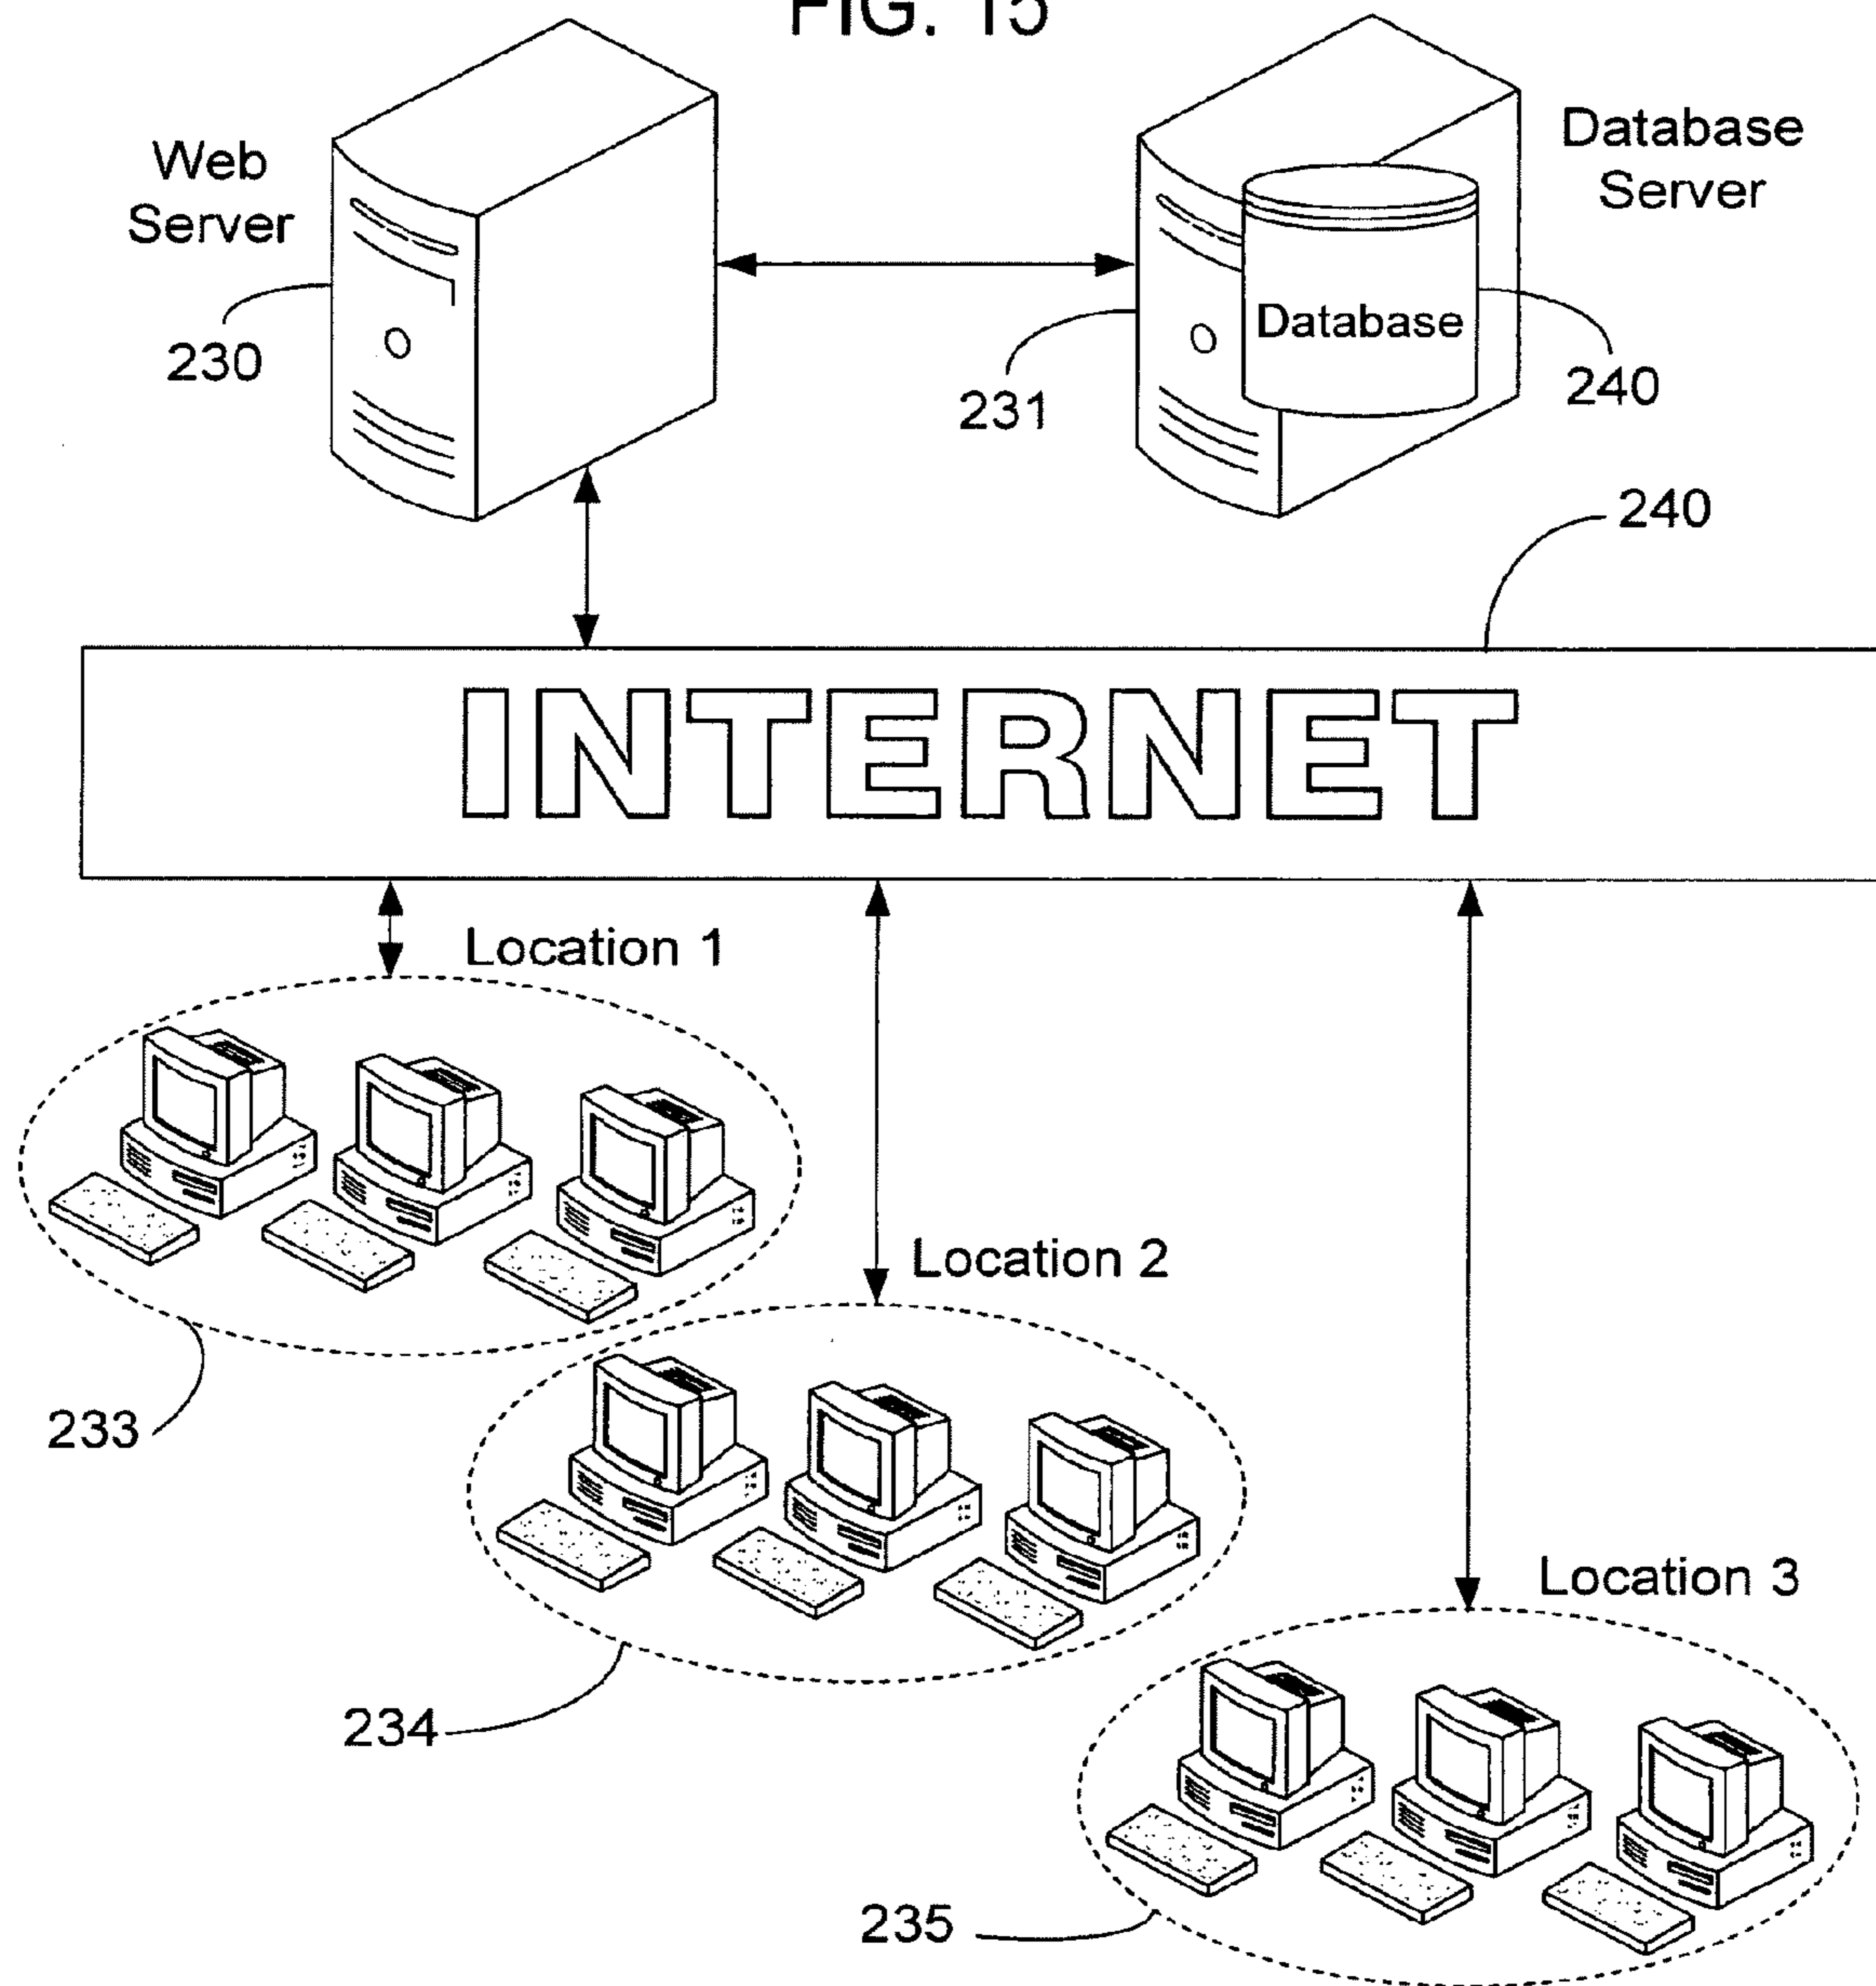 FIG. 15
Web
Server
Database
Server
Database
230
231
240
240
INTERNET
Location 1
Location 2
233
Location 3
234
235